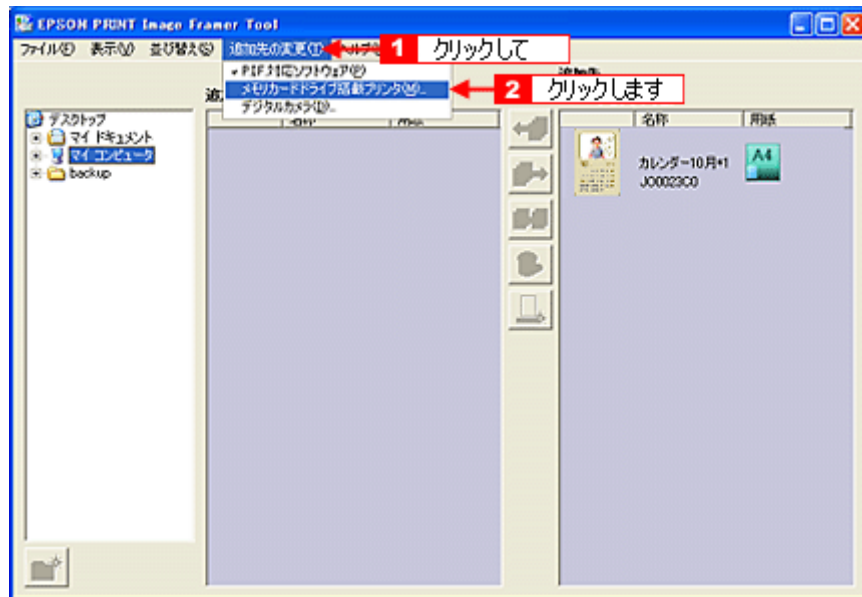 EPSON PRINT Image Framer Tool
ファイル(F) 表示(V) 並び替え(S) 追加先の変更(T) ヘルプ
1 クリックして
PIF対応ソフトウェア(P)
メモリカードドライブ搭載プリンタ(M)...
2 クリックします
デジタルカメラ(D)...
デスクトップ
マイ ドキュメント
マイ コンピュータ
backup
名称 用紙
名称 用紙
カレンダー10月+1
JO0023C0
A4